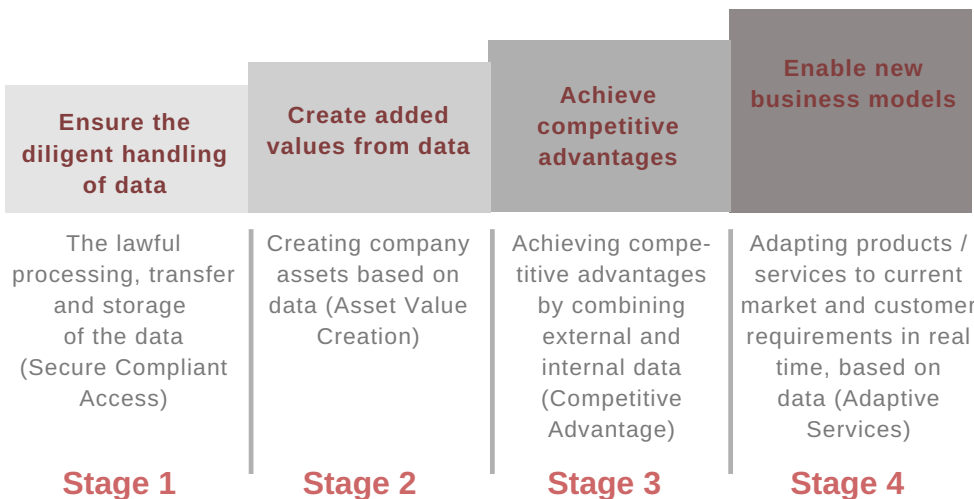 Ensure the
diligent handling
of data
Create added
values from data
Achieve
competitive
advantages
Enable new
business models
The lawful
processing, transfer
and storage
of the data
(Secure Compliant
Access)
Creating company
assets based on
data (Asset Value
Creation)
Achieving compe-
titive advantages
by combining
external and
internal data
(Competitive
Advantage)
Adapting products /
services to current
market and customer
requirements in real
time, based on
data (Adaptive
Services)
Stage 1
Stage 2
Stage 3
Stage 4